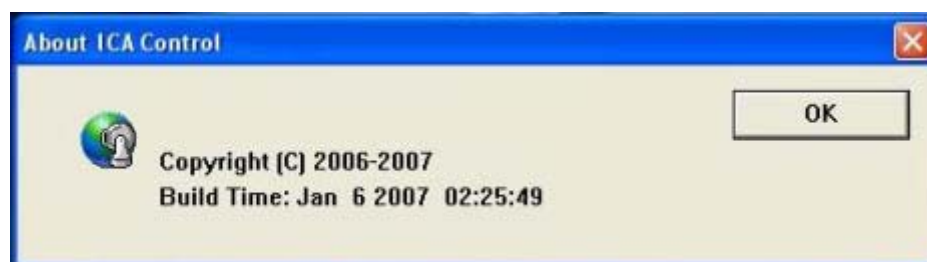 About ICA Control
OK
Copyright (C) 2006-2007
Build Time: Jan  6 2007  02:25:49